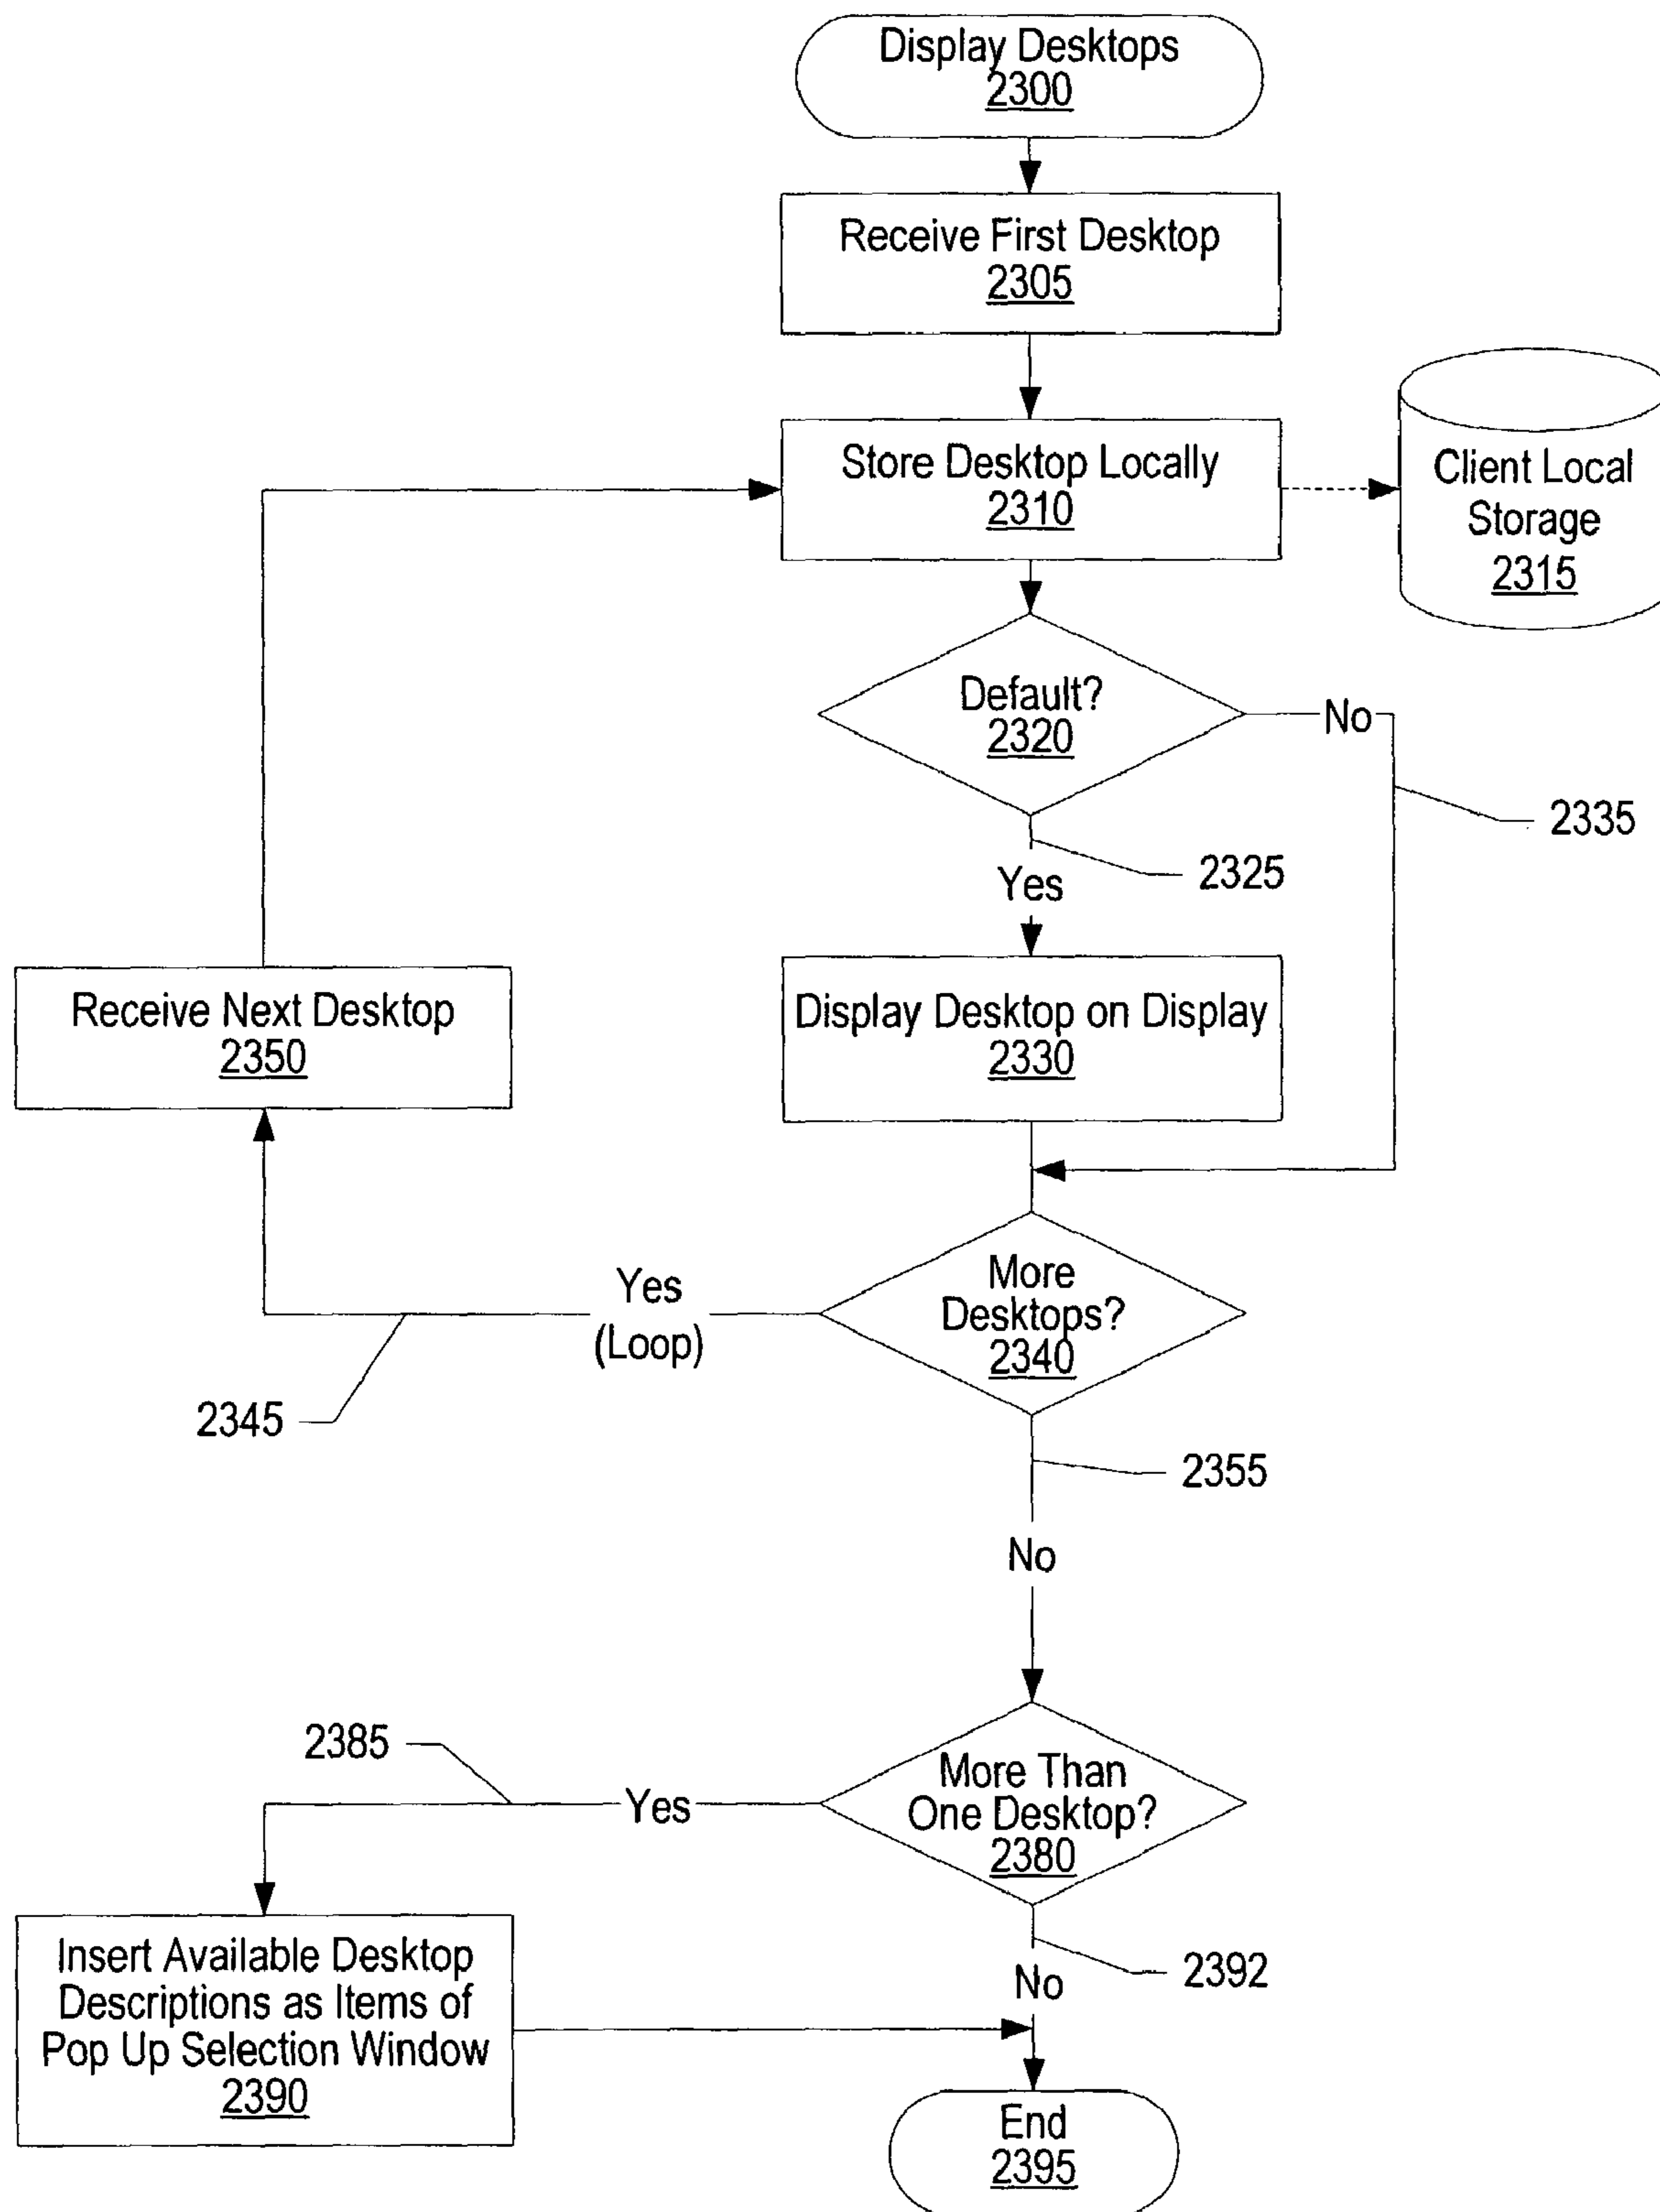 Display Desktops
2300
Receive First Desktop
2305
Store Desktop Locally
2310
Client Local
Storage
2315
Default?
2320
No
2335
2325
Yes
Receive Next Desktop
2350
Display Desktop on Display
2330
More
Desktops?
2340
Yes
(Loop)
2345
2355
No
2385
More Than
One Desktop?
2380
Yes
2392
No
Insert Available Desktop
Descriptions as Items of
Pop Up Selection Window
2390
End
2395